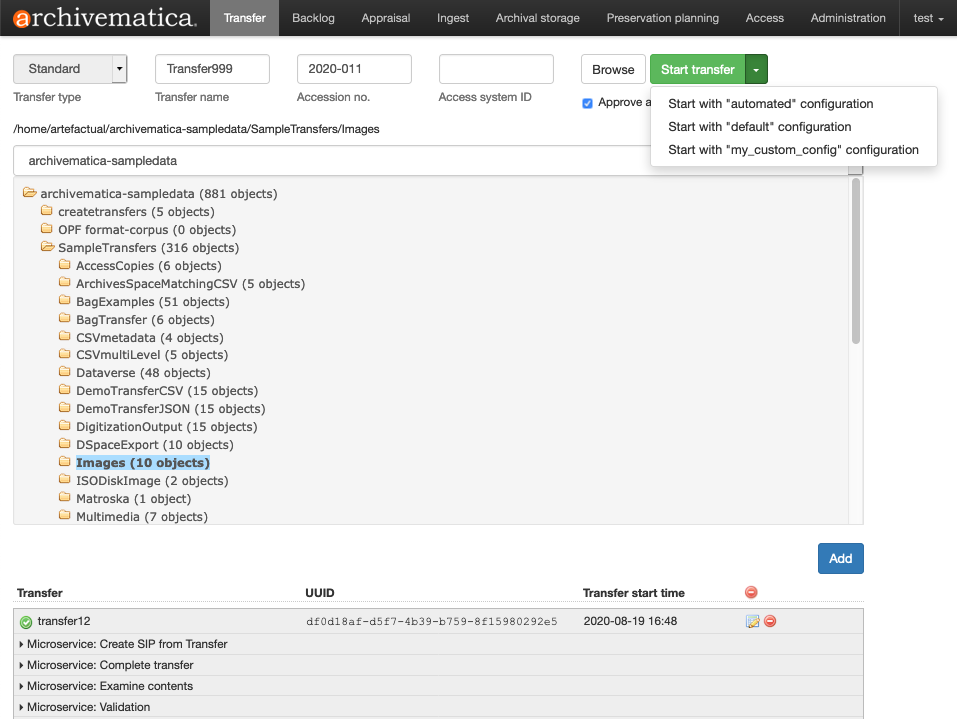 archivematica Transfer Backlog Appraisal Ingest Archival storage Preservation planning Access Administration test
Standard Transfer999 2020-011 Browse Start transfer
Transfer type Transfer name Accession no. Access system ID Approve a
Start with "automated" configuration
Start with "default" configuration
Start with "my_custom_config" configuration
/home/artefactual/archivematica-sampledata/SampleTransfers/Images
archivematica-sampledata
archivematica-sampledata (881 objects)
createtransfers (5 objects)
OPF format-corpus (0 objects)
SampleTransfers (316 objects)
AccessCopies (6 objects)
ArchivesSpaceMatchingCSV (5 objects)
BagExamples (51 objects)
BagTransfer (6 objects)
CSVmetadata (4 objects)
CSVmultiLevel (5 objects)
Dataverse (48 objects)
DemoTransferCSV (15 objects)
DemoTransferJSON (15 objects)
DigitizationOutput (15 objects)
DSpaceExport (10 objects)
Images (10 objects)
ISODiskImage (2 objects)
Matroska (1 object)
Multimedia (7 objects)
Add
Transfer UUID Transfer start time
transfer12 df0d18af-d5f7-4b39-b759-8f15980292e5 2020-08-19 16:48
Microservice: Create SIP from Transfer
Microservice: Complete transfer
Microservice: Examine contents
Microservice: Validation